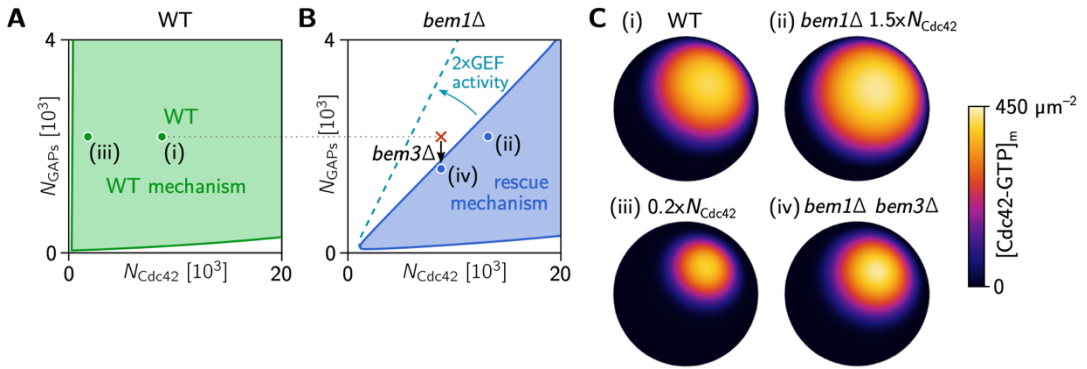 A
WT
4
N_GAPs [10³]
0
0
N_Cdc42 [10³]
20
WT
(iii)
(i)
WT mechanism
B
bem1Δ
4
N_GAPs [10³]
0
0
N_Cdc42 [10³]
20
2×GEF
activity
bem3Δ
(ii)
(iv)
rescue
mechanism
C
(i) WT
(ii) bem1Δ 1.5×N_Cdc42
(iii) 0.2×N_Cdc42
(iv) bem1Δ bem3Δ
450 μm⁻²
[Cdc42-GTP]_m
0